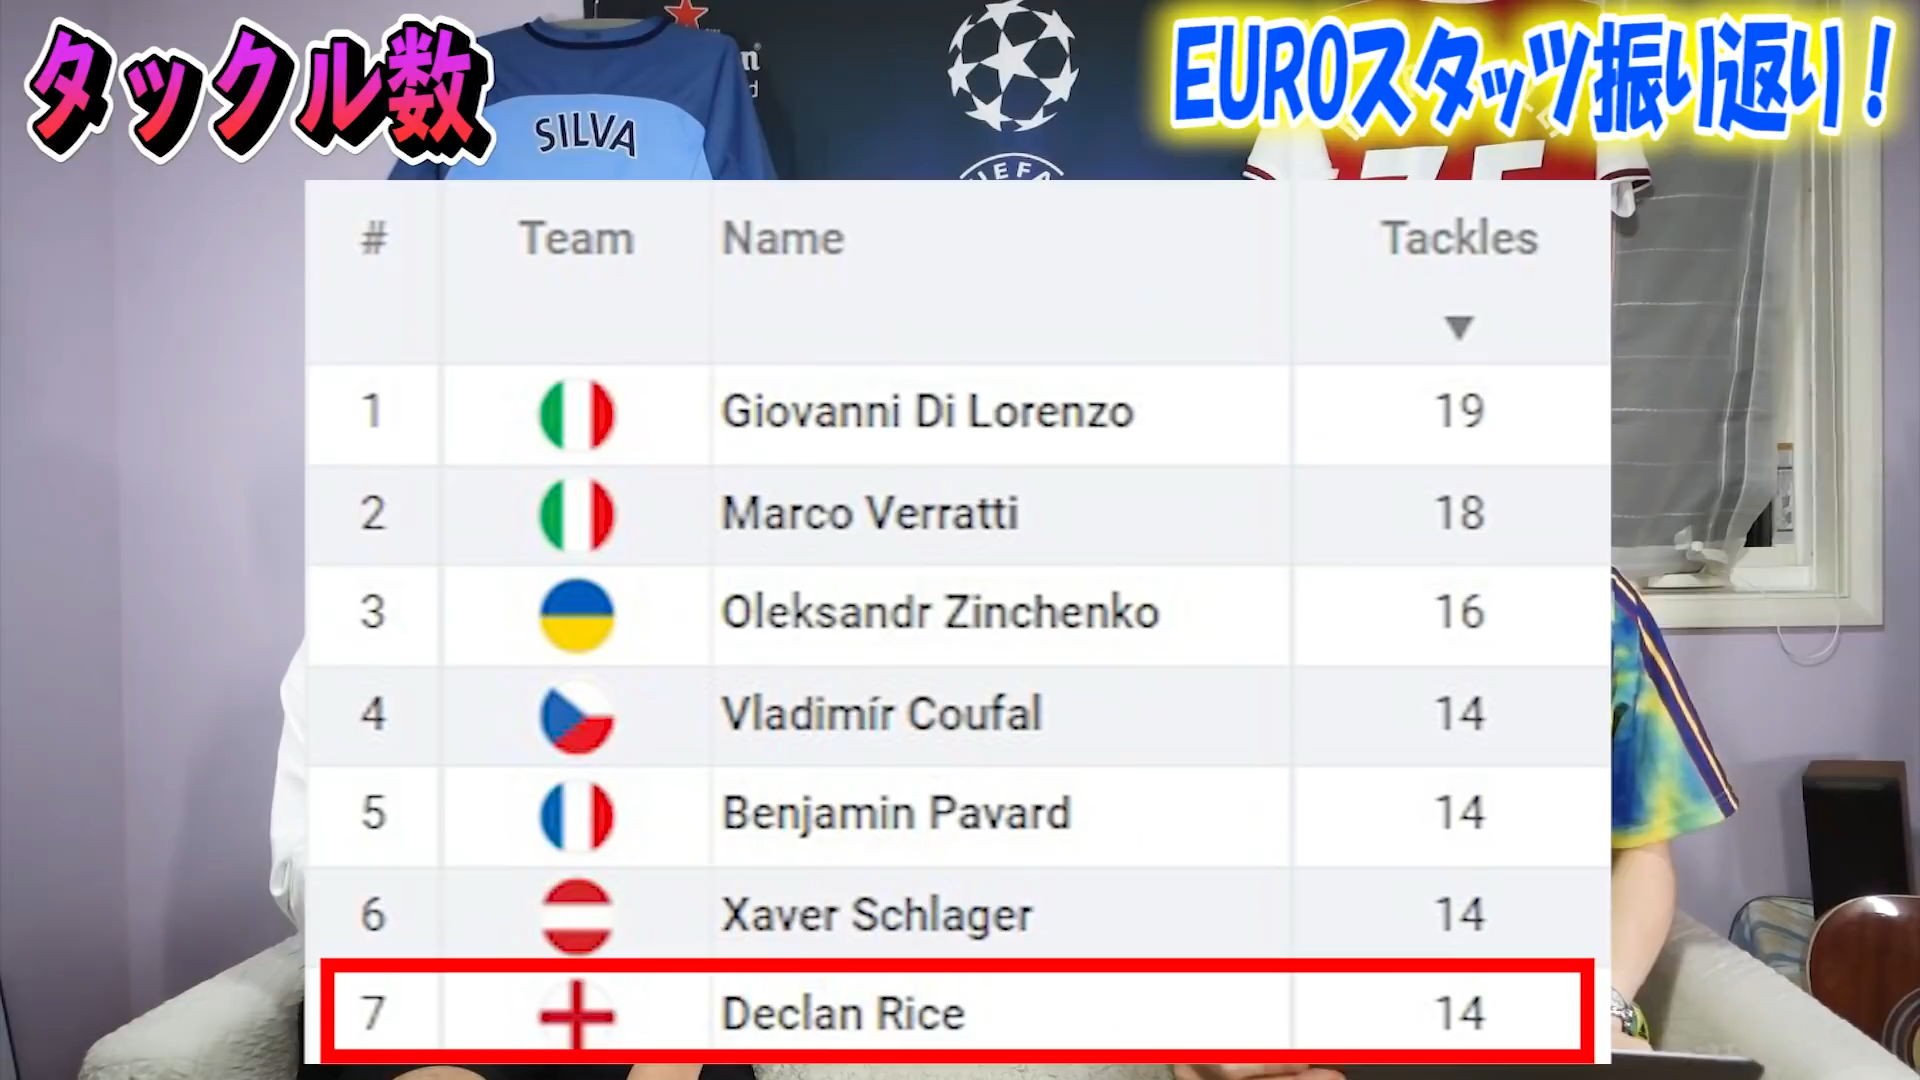 タックル数
EUROスタッツ振り返り!
SILVA
UEFA
75
# Team Name Tackles
▼
1 Giovanni Di Lorenzo 19
2 Marco Verratti 18
3 Oleksandr Zinchenko 16
4 Vladimír Coufal 14
5 Benjamin Pavard 14
6 Xaver Schlager 14
7 Declan Rice 14